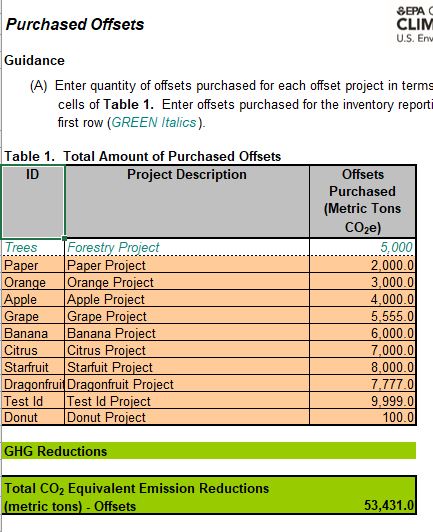 Purchased Offsets
EPA
CLIM
U.S. Env
Guidance
(A) Enter quantity of offsets purchased for each offset project in terms
cells of Table 1. Enter offsets purchased for the inventory reporti
first row (GREEN Italics).
Table 1. Total Amount of Purchased Offsets
ID Project Description Offsets
Purchased
(Metric Tons
CO₂e)
Trees Forestry Project 5,000
Paper Paper Project 2,000.0
Orange Orange Project 3,000.0
Apple Apple Project 4,000.0
Grape Grape Project 5,555.0
Banana Banana Project 6,000.0
Citrus Citrus Project 7,000.0
Starfruit Starfuit Project 8,000.0
Dragonfruit Dragonfruit Project 7,777.0
Test Id Test Id Project 9,999.0
Donut Donut Project 100.0
GHG Reductions
Total CO₂ Equivalent Emission Reductions
(metric tons) - Offsets 53,431.0